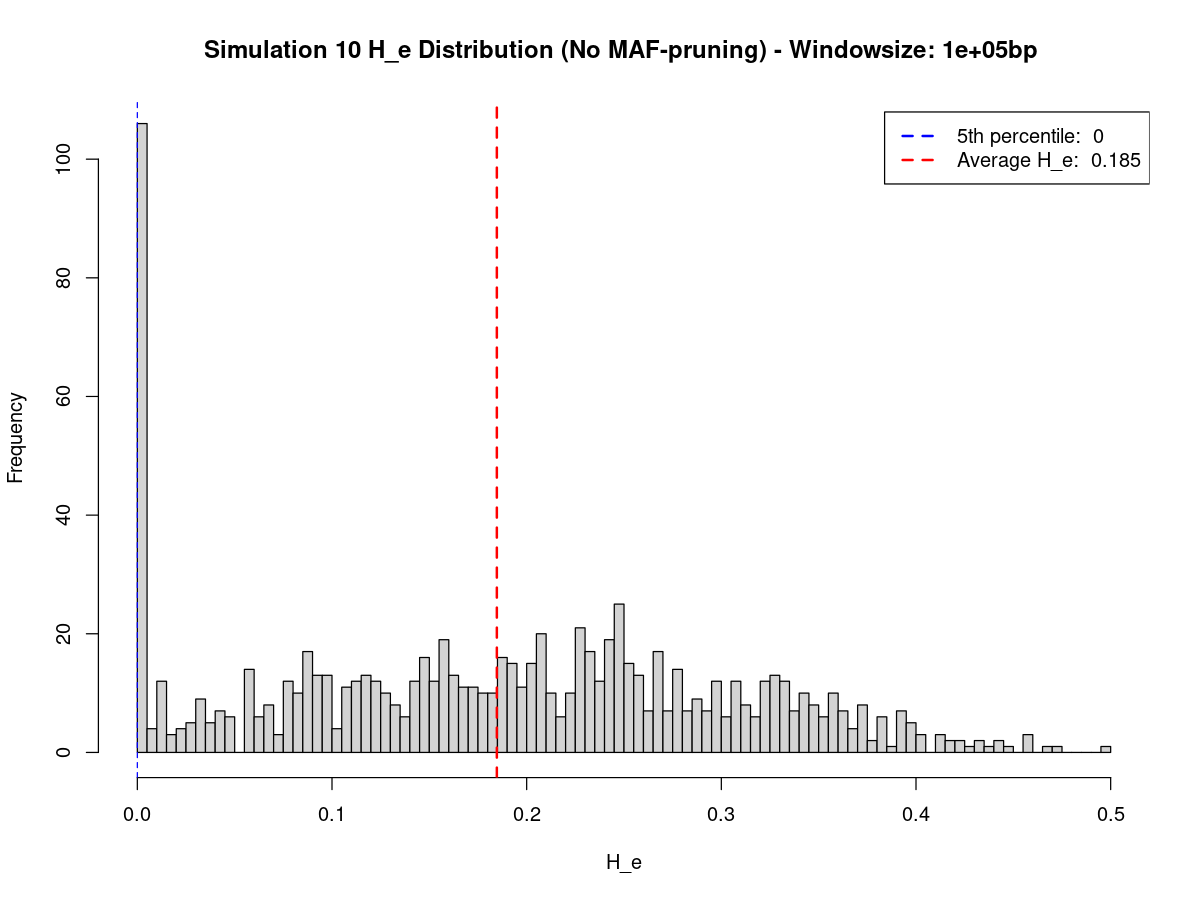 Simulation 10 H_e Distribution (No MAF-pruning) - Windowsize: 1e+05bp
5th percentile:  0
Average H_e:  0.185
Frequency
100
80
60
40
20
0
0.0
0.1
0.2
0.3
0.4
0.5
H_e